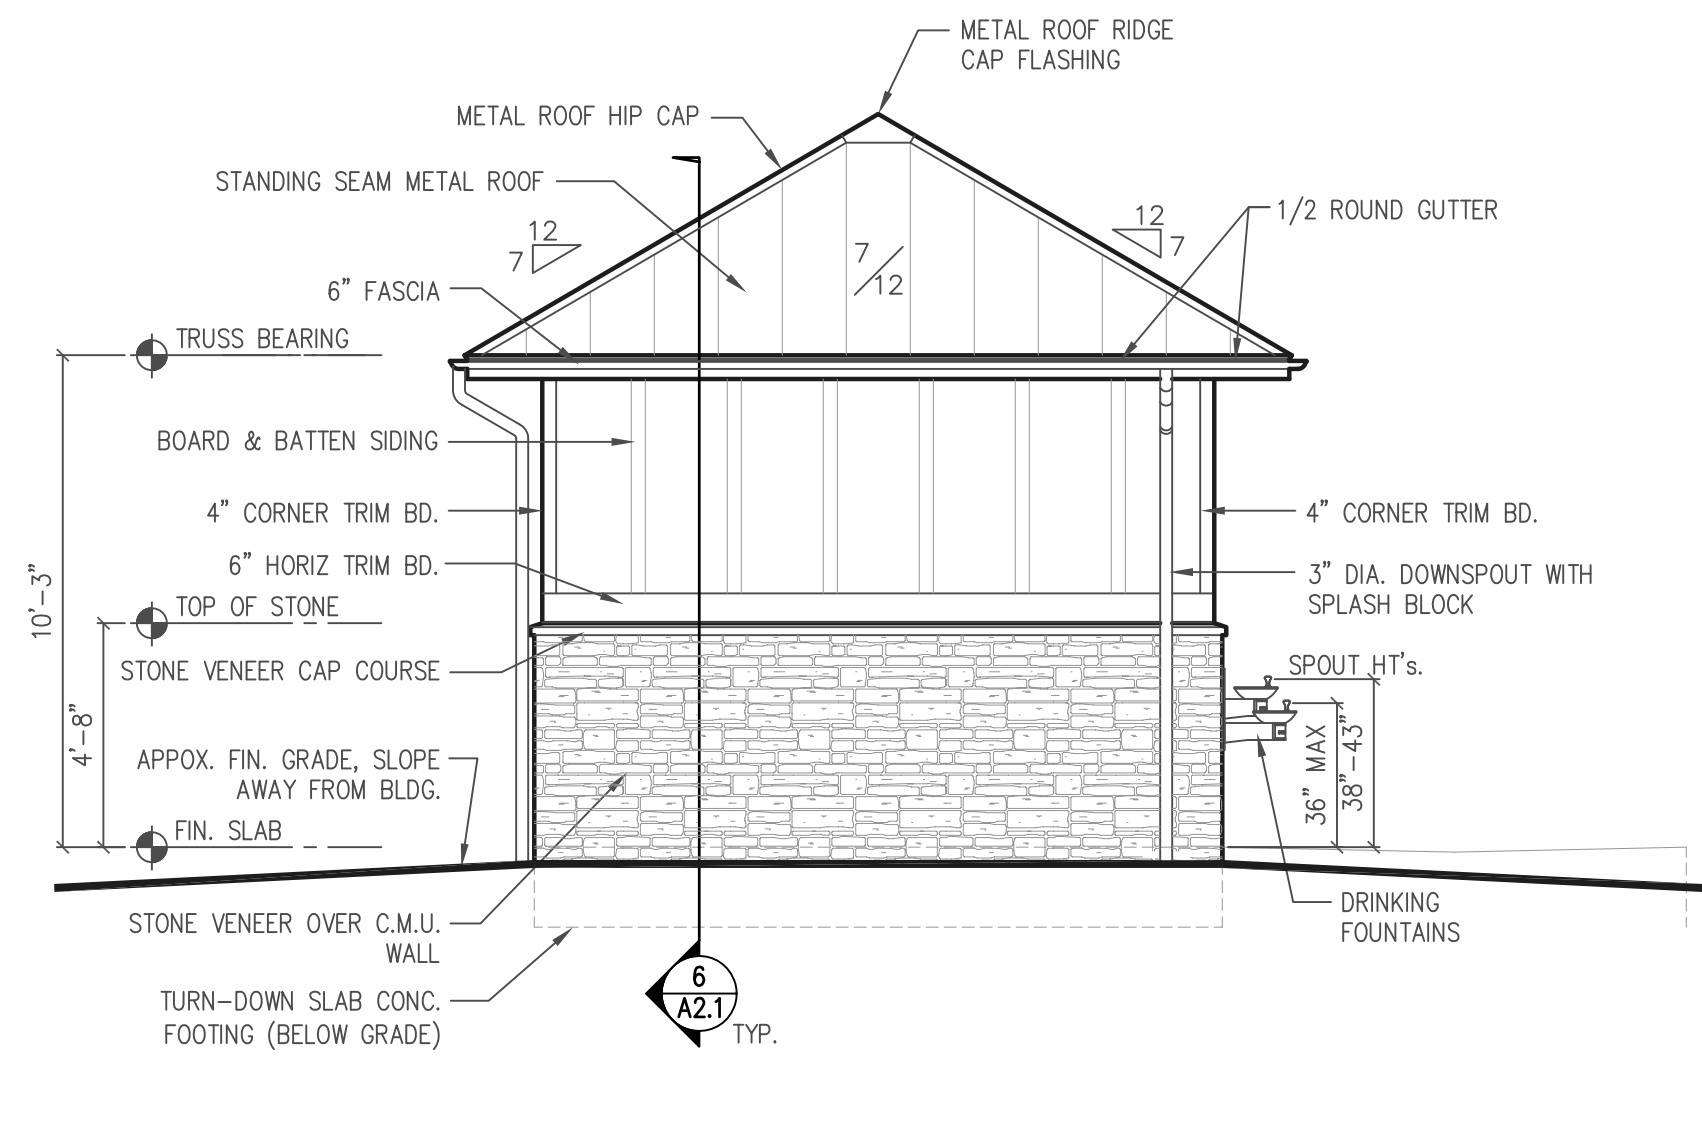 METAL ROOF RIDGE
CAP FLASHING
METAL ROOF HIP CAP
STANDING SEAM METAL ROOF
12
7
12
7
1/2 ROUND GUTTER
7
12
6” FASCIA
TRUSS BEARING
BOARD & BATTEN SIDING
4” CORNER TRIM BD.
4” CORNER TRIM BD.
6” HORIZ TRIM BD.
3” DIA. DOWNSPOUT WITH
SPLASH BLOCK
10’-3”
TOP OF STONE
STONE VENEER CAP COURSE
SPOUT HT's.
4’-8”
36” MAX
38”-43”
APPOX. FIN. GRADE, SLOPE
AWAY FROM BLDG.
FIN. SLAB
STONE VENEER OVER C.M.U.
WALL
DRINKING
FOUNTAINS
TURN-DOWN SLAB CONC.
FOOTING (BELOW GRADE)
6
A2.1
TYP.